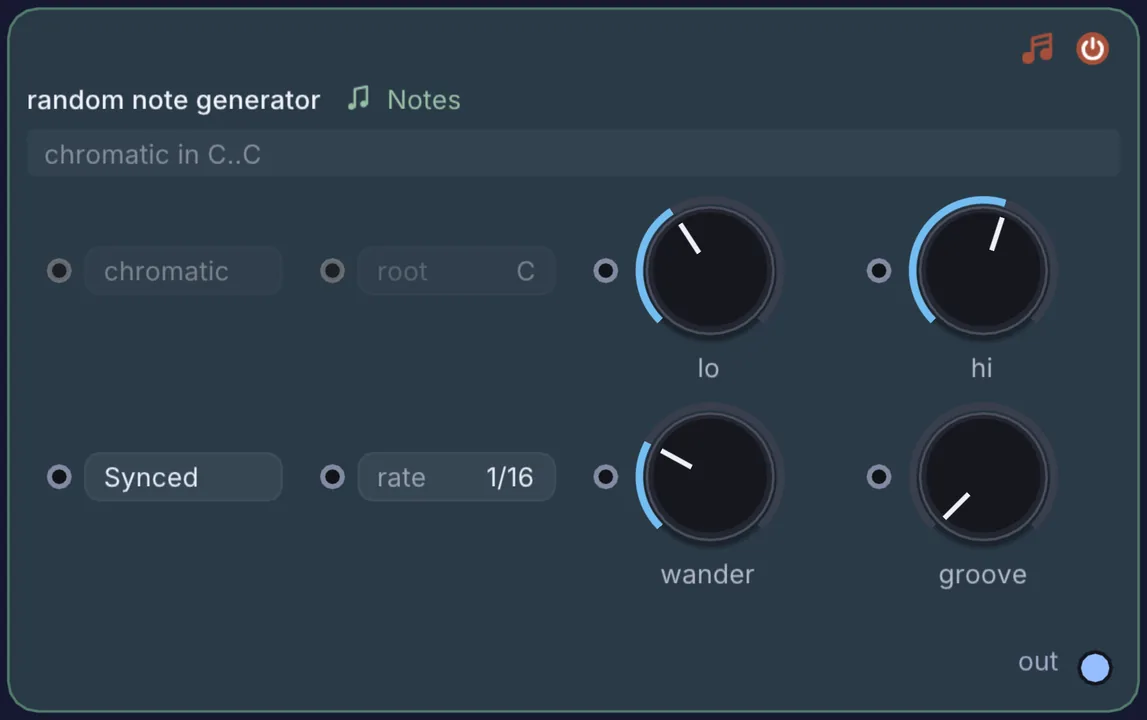 random note generator Notes
chromatic in C..C
chromatic root C
lo hi
Synced rate 1/16
wander groove
out